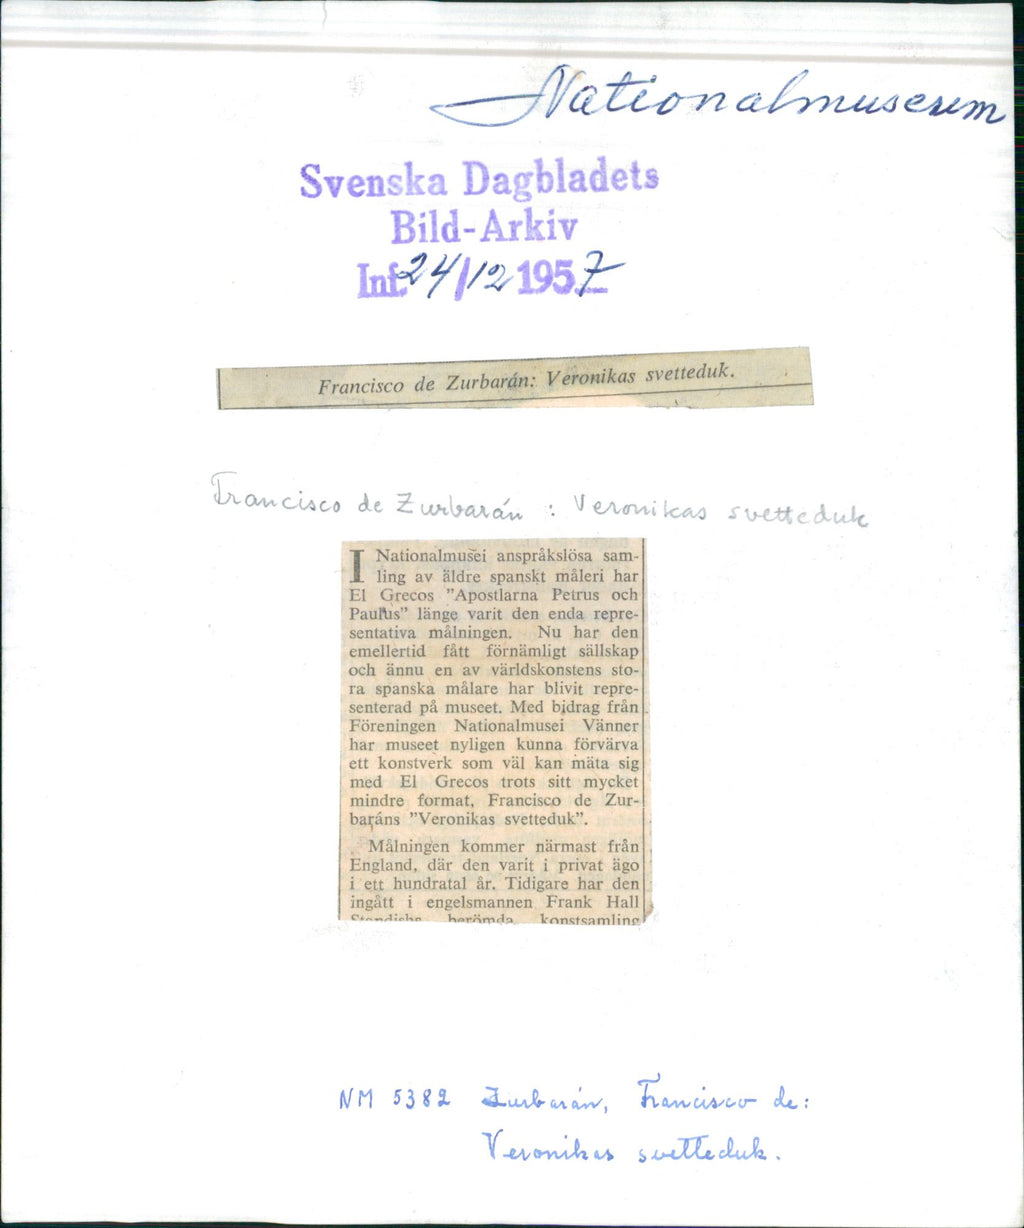 Nationalmuseum
Svenska Dagbladets
Bild-Arkiv
Inf. 24/12 1957
Francisco de Zurbarán: Veronikas svetteduk.
Francisco de Zurbarán : Veronikas svetteduk
I Nationalmusei anspråkslösa sam-
ling av äldre spanskt måleri har
El Grecos ”Apostlarna Petrus och
Paulus” länge varit den enda repre-
sentativa målningen. Nu har den
emellertid fått förnämligt sällskap
och ännu en av världskonstens sto-
ra spanska målare har blivit repre-
senterad på museet. Med bidrag från
Föreningen Nationalmusei Vänner
har museet nyligen kunna förvärva
ett konstverk som väl kan mäta sig
med El Grecos trots sitt mycket
mindre format, Francisco de Zur-
baráns ”Veronikas svetteduk”.
Målningen kommer närmast från
England, där den varit i privat ägo
i ett hundratal år. Tidigare har den
ingått i engelsmannen Frank Hall
Standishs berömda konstsamling
NM 5382 Zurbarán, Francisco de:
Veronikas svetteduk.